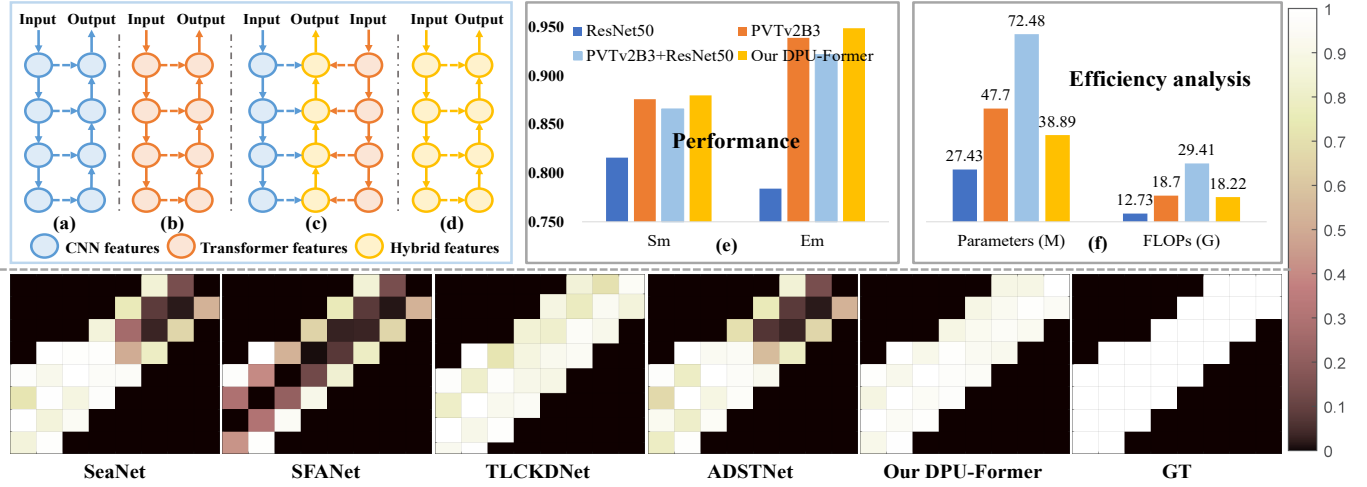 Input Output Input Output Input Output Input Input Output
(a) (b) (c) (d)
CNN features Transformer features Hybrid features
0.950
0.900
0.850
0.800
0.750
ResNet50 PVTv2B3
PVTv2B3+ResNet50 Our DPU-Former
Performance
Sm (e) Em
72.48
Efficiency analysis
47.7
38.89
27.43
29.41
18.7 18.22
12.73
Parameters (M) (f) FLOPs (G)
1
0.9
0.8
0.7
0.6
0.5
0.4
0.3
0.2
0.1
0
SeaNet SFANet TLCKDNet ADSTNet Our DPU-Former GT